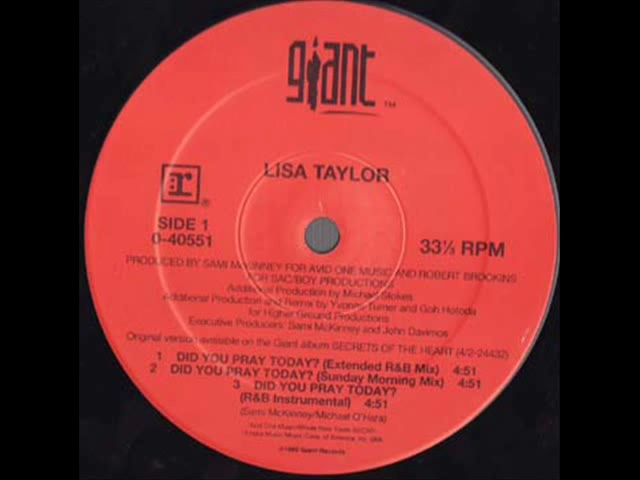 giant ™
LISA TAYLOR
r ®
SIDE 1
0-40551
33⅓ RPM
PRODUCED BY SAMI McKINNEY FOR AVID ONE MUSIC AND ROBERT BROOKINS
FOR SAC/BOY PRODUCTIONS
Additional Production by Michael Stokes
Additional Production and Remix by Yvonne Turner and Goh Hotoda
for Higher Ground Productions
Executive Producers: Sami McKinney and John Davimos
Original version available on the Giant album SECRETS OF THE HEART (4/2-24432)
1 DID YOU PRAY TODAY? (Extended R&B Mix) 4:51
2 DID YOU PRAY TODAY? (Sunday Morning Mix) 4:51
3 DID YOU PRAY TODAY?
(R&B Instrumental) 4:51
(Sami McKinney/Michael O'Hara)
Giant Records